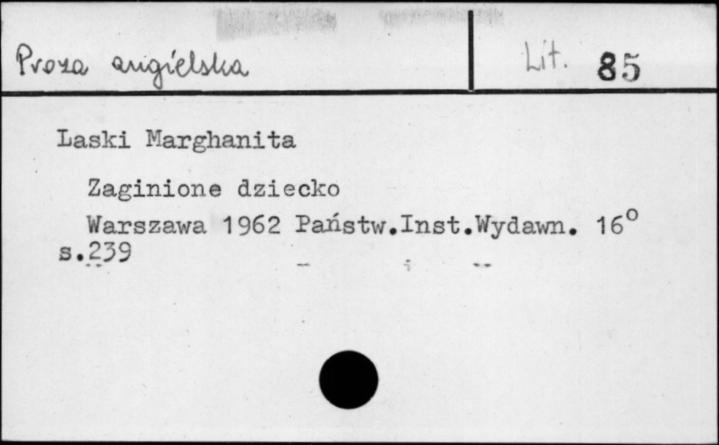 Proza angielska
Lit. 85
Laski Marghanita
Zaginione dziecko
Warszawa 1962 Państw.Inst.Wydawn. 16°
s.239